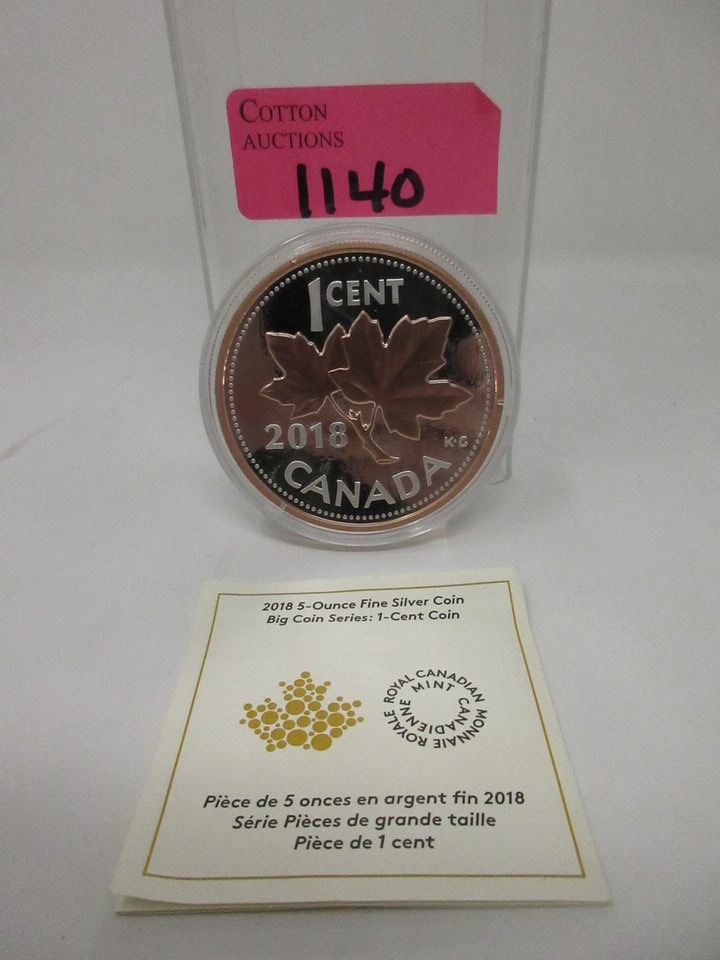 COTTON
AUCTIONS
1140
1 CENT
2018
K·G
CANADA
2018 5-Ounce Fine Silver Coin
Big Coin Series: 1-Cent Coin
ROYAL CANADIAN MINT
MONNAIE ROYALE CANADIENNE
Pièce de 5 onces en argent fin 2018
Série Pièces de grande taille
Pièce de 1 cent